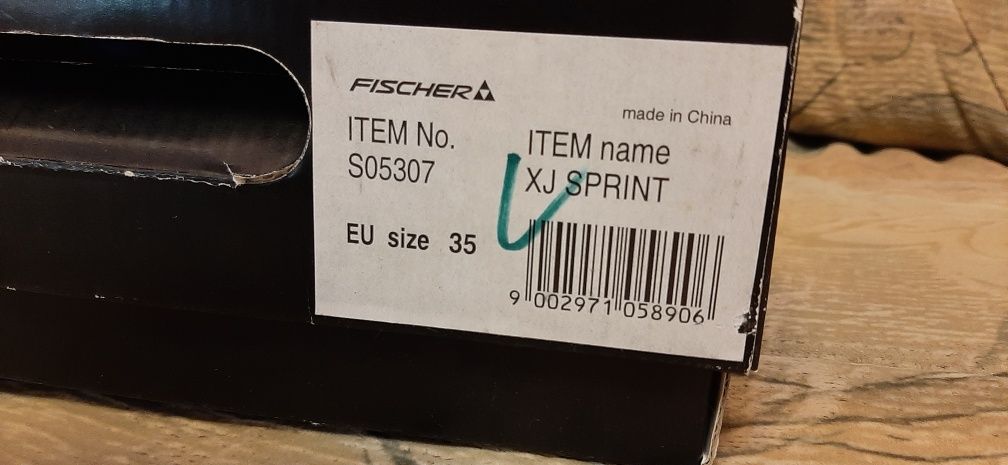 FISCHER
made in China
ITEM No.
S05307
ITEM name
XJ SPRINT
EU size 35
9 002971 058906